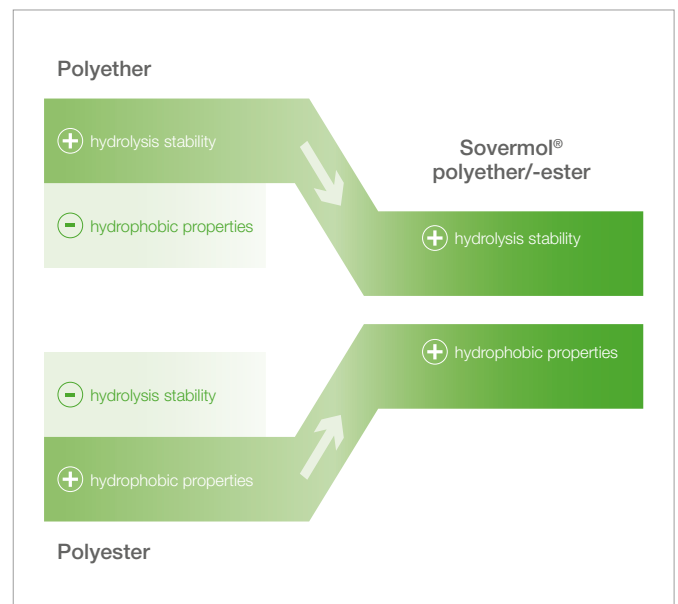 Polyether
+ hydrolysis stability
- hydrophobic properties
Sovermol®
polyether/-ester
+ hydrolysis stability
+ hydrophobic properties
- hydrolysis stability
+ hydrophobic properties
Polyester